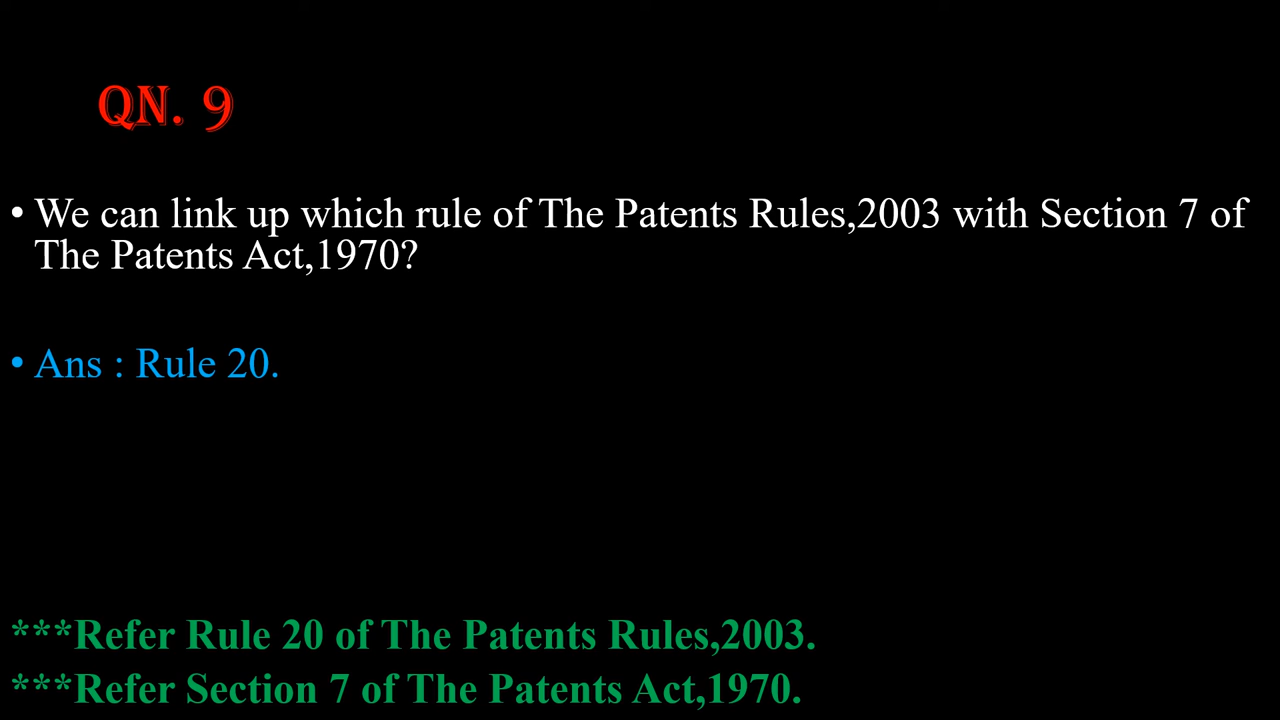 QN. 9
• We can link up which rule of The Patents Rules,2003 with Section 7 of
The Patents Act,1970?
• Ans : Rule 20.
***Refer Rule 20 of The Patents Rules,2003.
***Refer Section 7 of The Patents Act,1970.